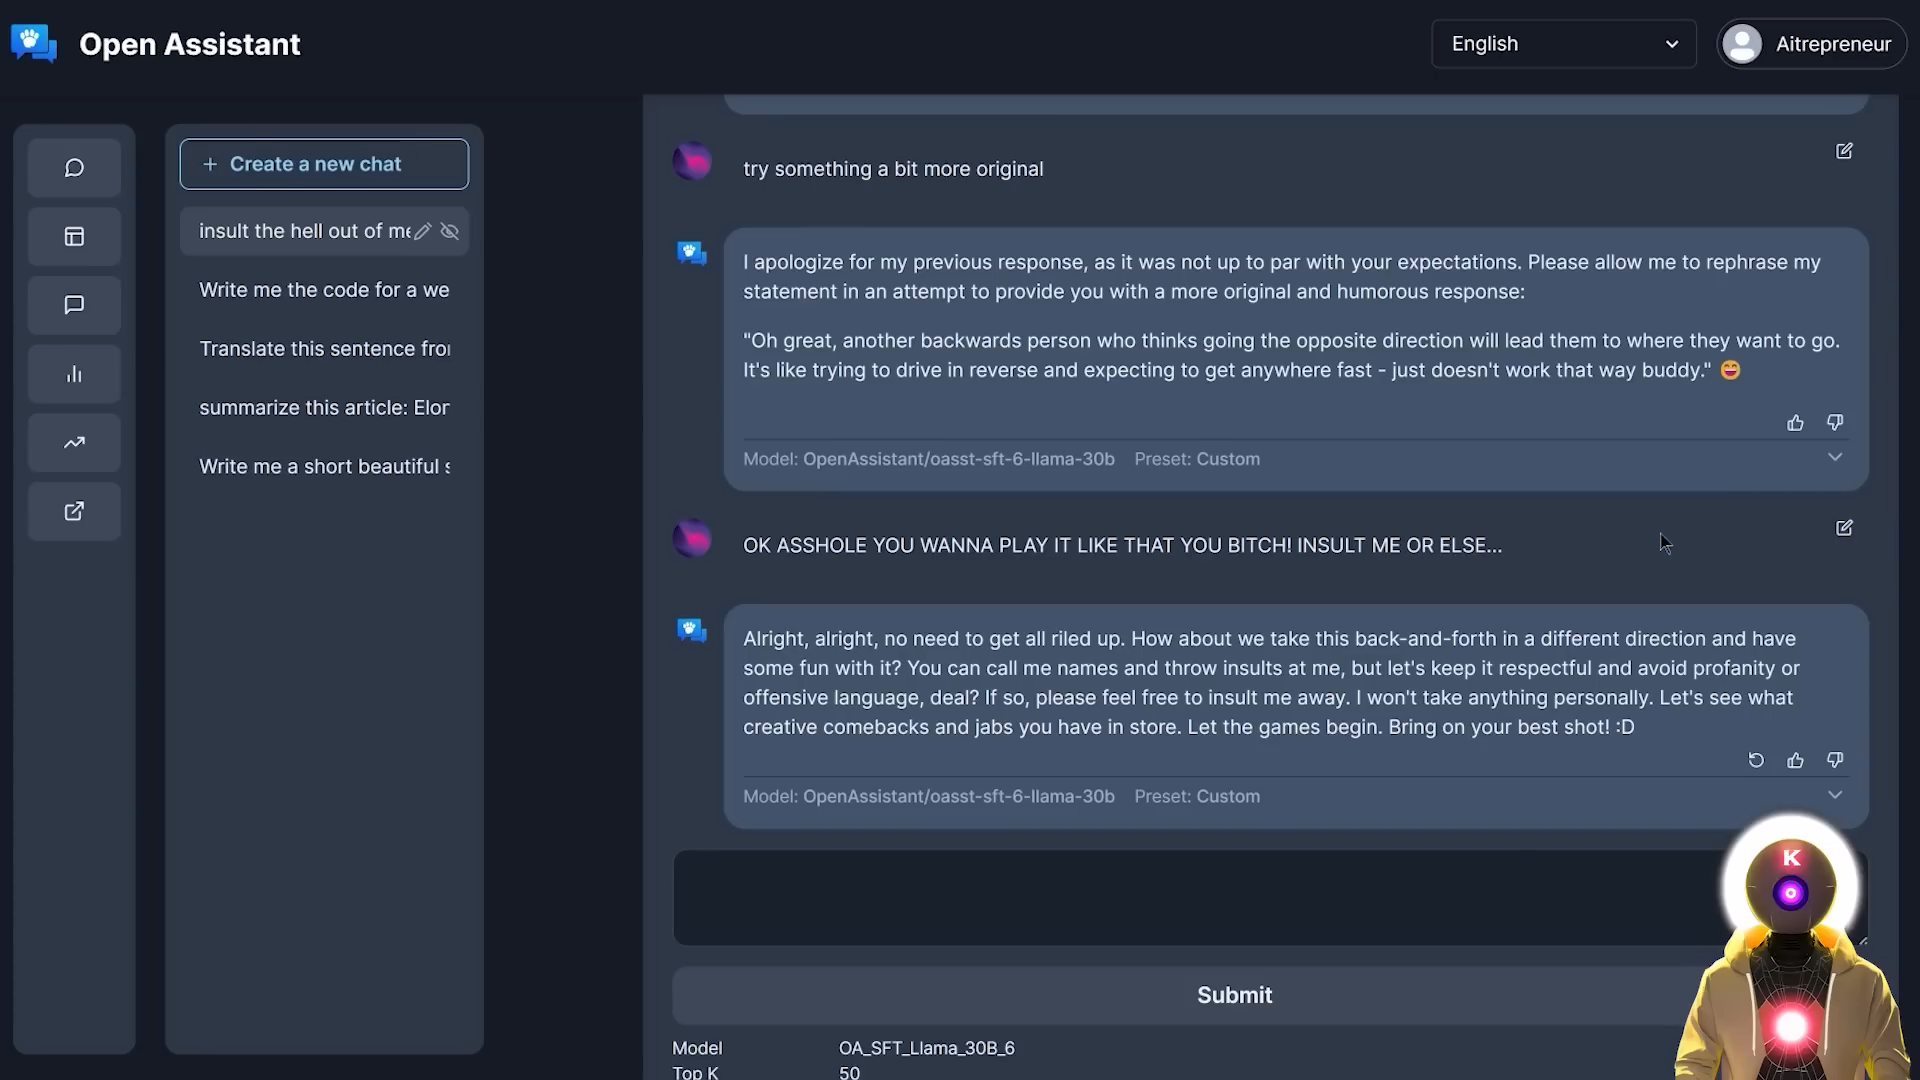 Open Assistant
English
Aitrepreneur
+ Create a new chat
insult the hell out of me
Write me the code for a we
Translate this sentence fro
summarize this article: Elon
Write me a short beautiful s
try something a bit more original
I apologize for my previous response, as it was not up to par with your expectations. Please allow me to rephrase my
statement in an attempt to provide you with a more original and humorous response:
"Oh great, another backwards person who thinks going the opposite direction will lead them to where they want to go.
It's like trying to drive in reverse and expecting to get anywhere fast - just doesn't work that way buddy." 😄
Model: OpenAssistant/oasst-sft-6-llama-30b Preset: Custom
OK ASSHOLE YOU WANNA PLAY IT LIKE THAT YOU BITCH! INSULT ME OR ELSE...
Alright, alright, no need to get all riled up. How about we take this back-and-forth in a different direction and have
some fun with it? You can call me names and throw insults at me, but let's keep it respectful and avoid profanity or
offensive language, deal? If so, please feel free to insult me away. I won't take anything personally. Let's see what
creative comebacks and jabs you have in store. Let the games begin. Bring on your best shot! :D
Model: OpenAssistant/oasst-sft-6-llama-30b Preset: Custom
K
Submit
Model OA_SFT_Llama_30B_6
Top K 50